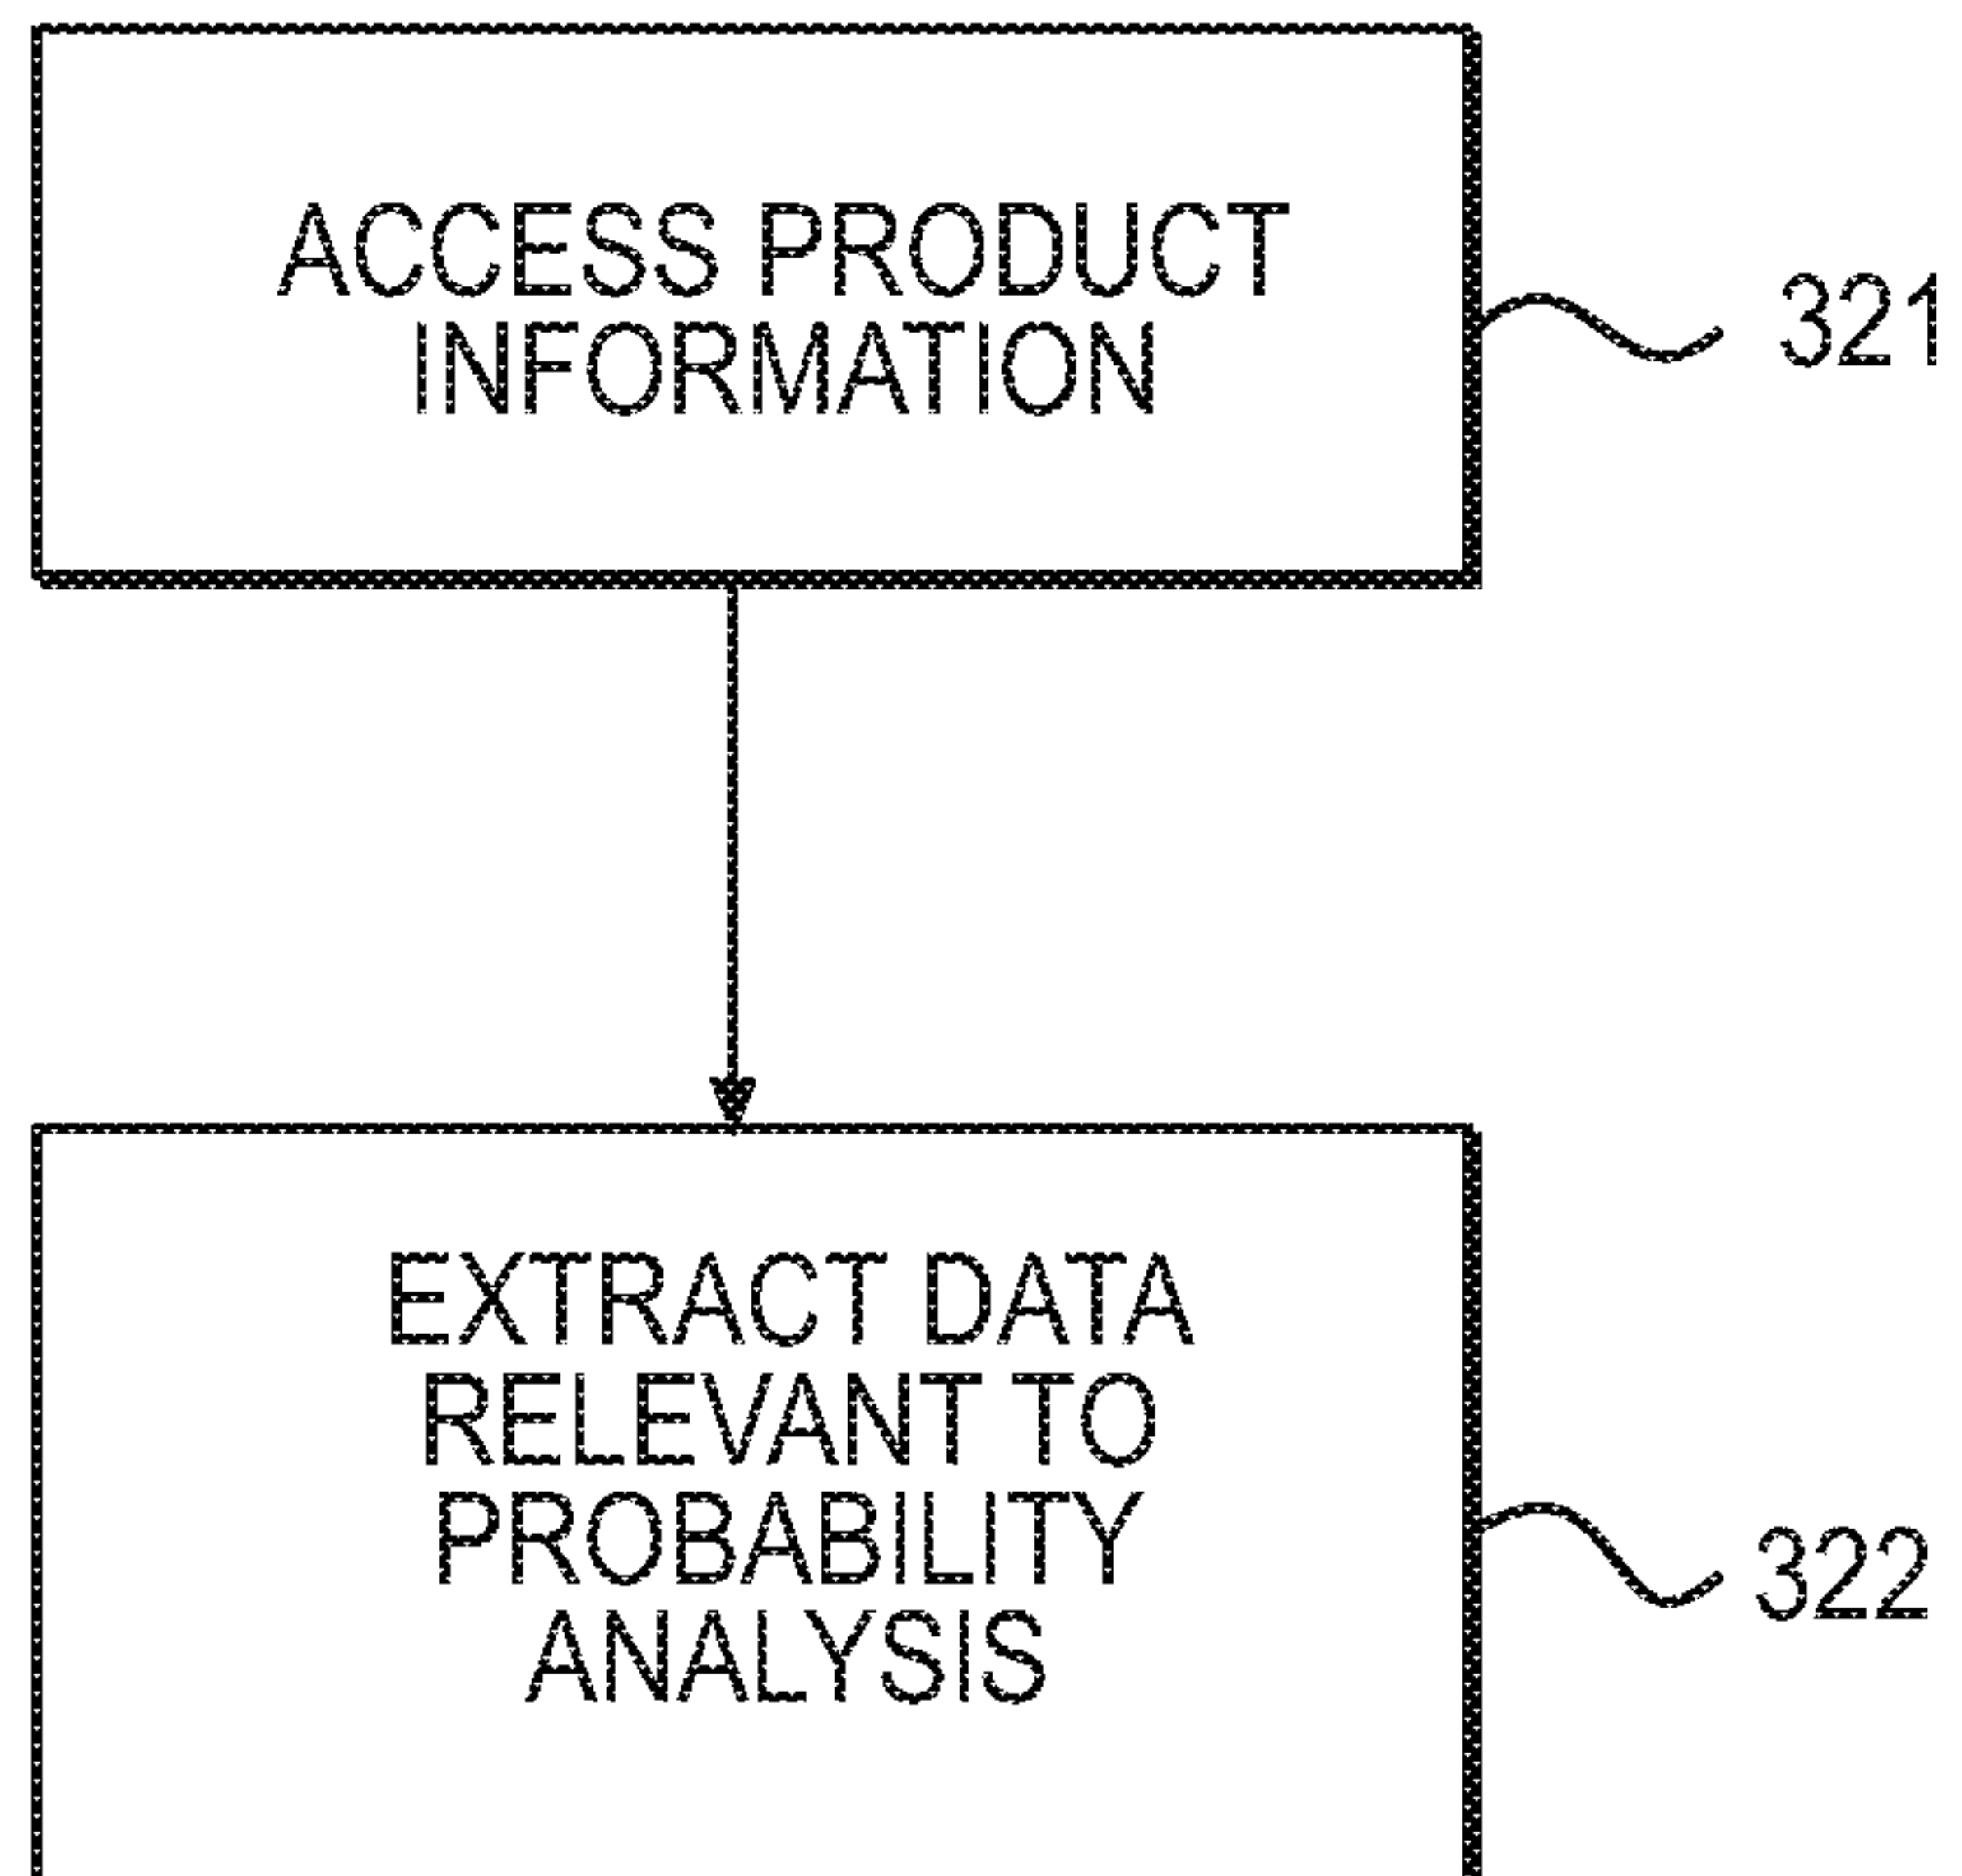 ACCESS PRODUCT
INFORMATION
321
EXTRACT DATA
RELEVANT TO
PROBABILITY
ANALYSIS
322